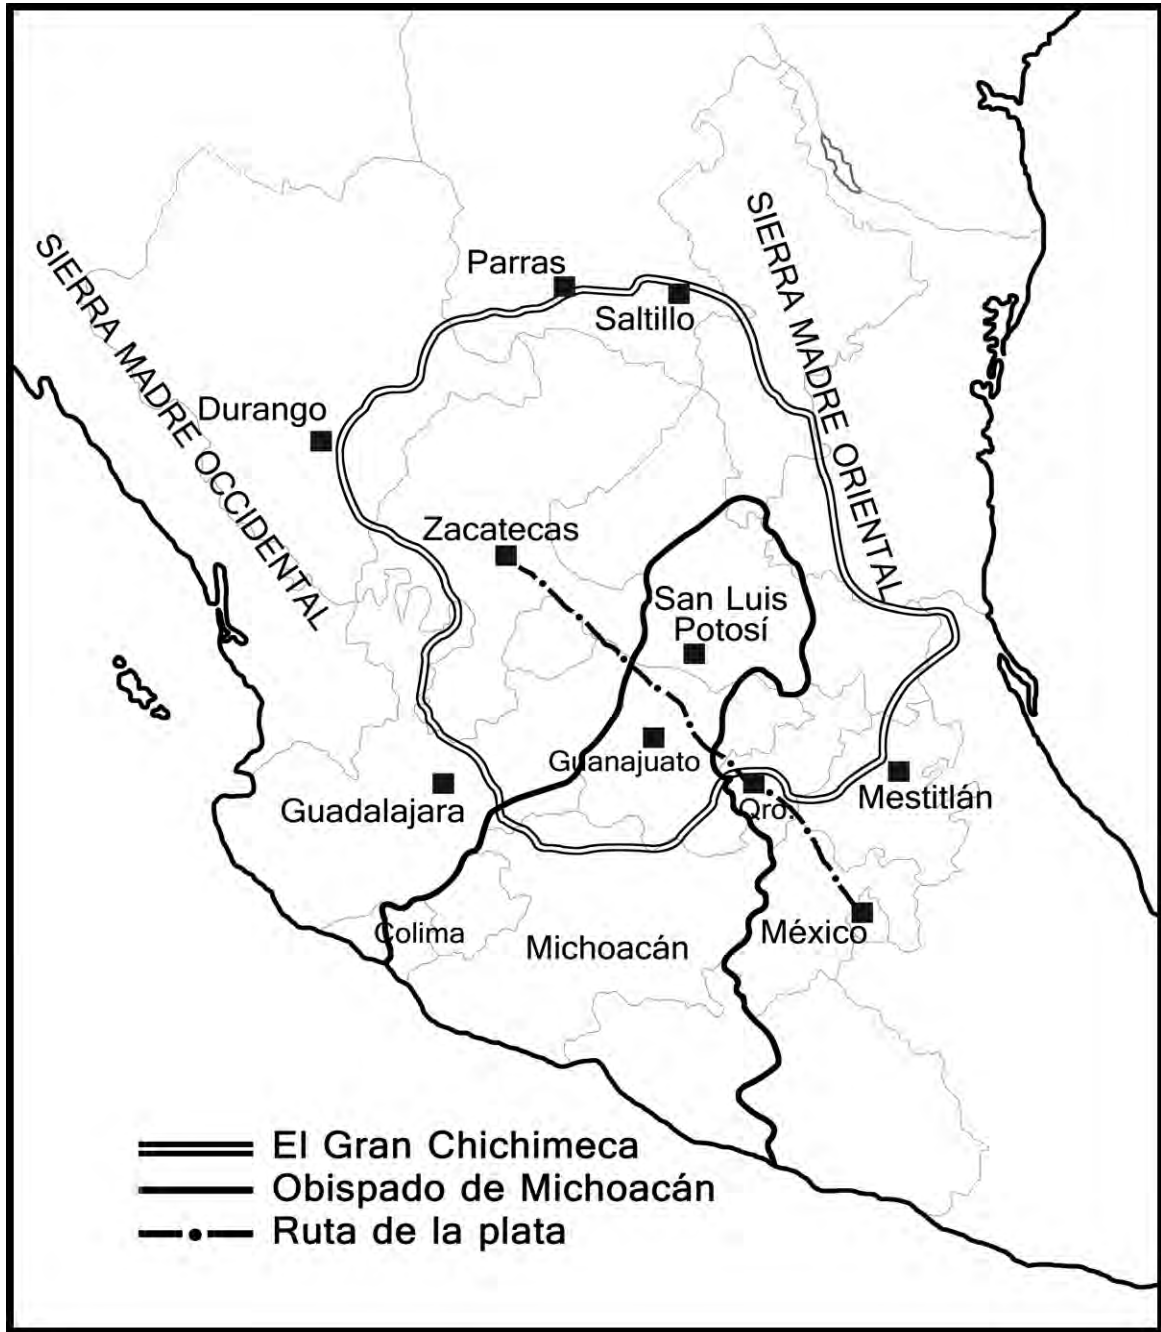 Parras
Saltillo
SIERRA MADRE ORIENTAL
SIERRA MADRE OCCIDENTAL
Durango
Zacatecas
San Luis
Potosí
Guanajuato
Guadalajara
Qro.
Mestitlán
Colima
Michoacán
México
El Gran Chichimeca
Obispado de Michoacán
Ruta de la plata